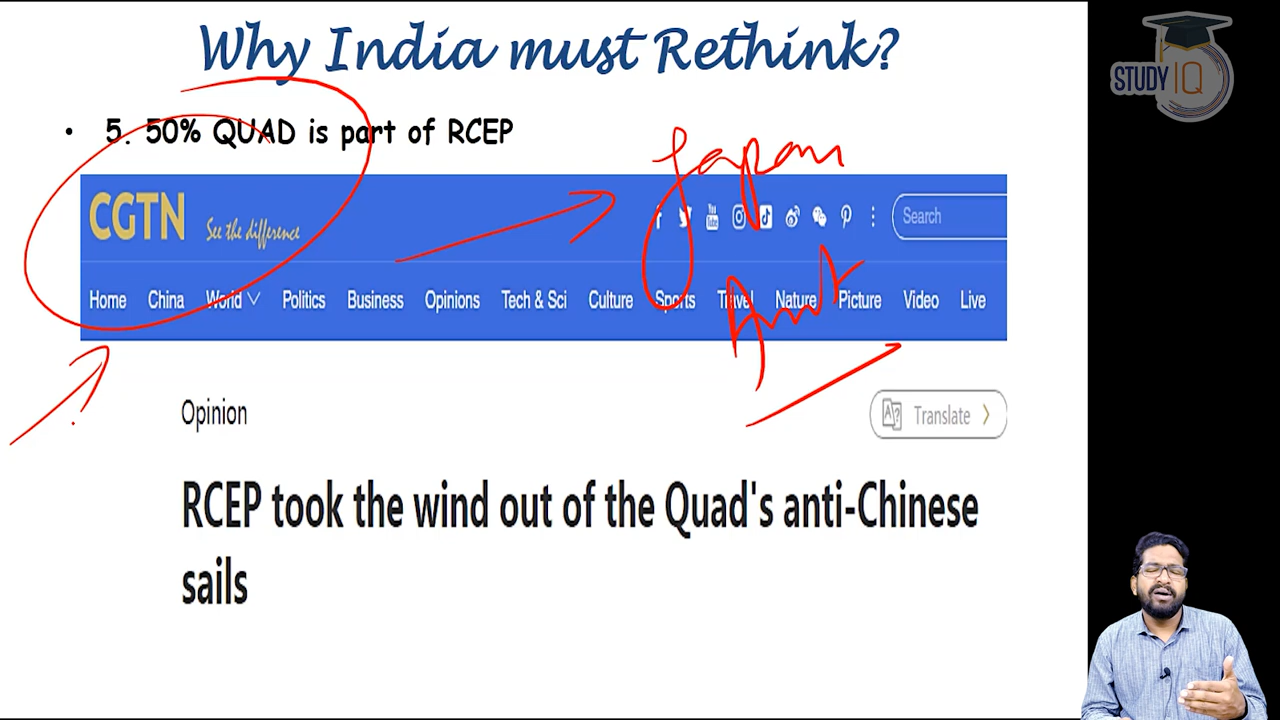 Why India must Rethink?
STUDY IQ
• 5. 50% QUAD is part of RCEP
Japan
CGTN See the difference
Search
Home China World Politics Business Opinions Tech & Sci Culture Sports Travel Nature Picture Video Live
Opinion
Translate
RCEP took the wind out of the Quad's anti-Chinese
sails